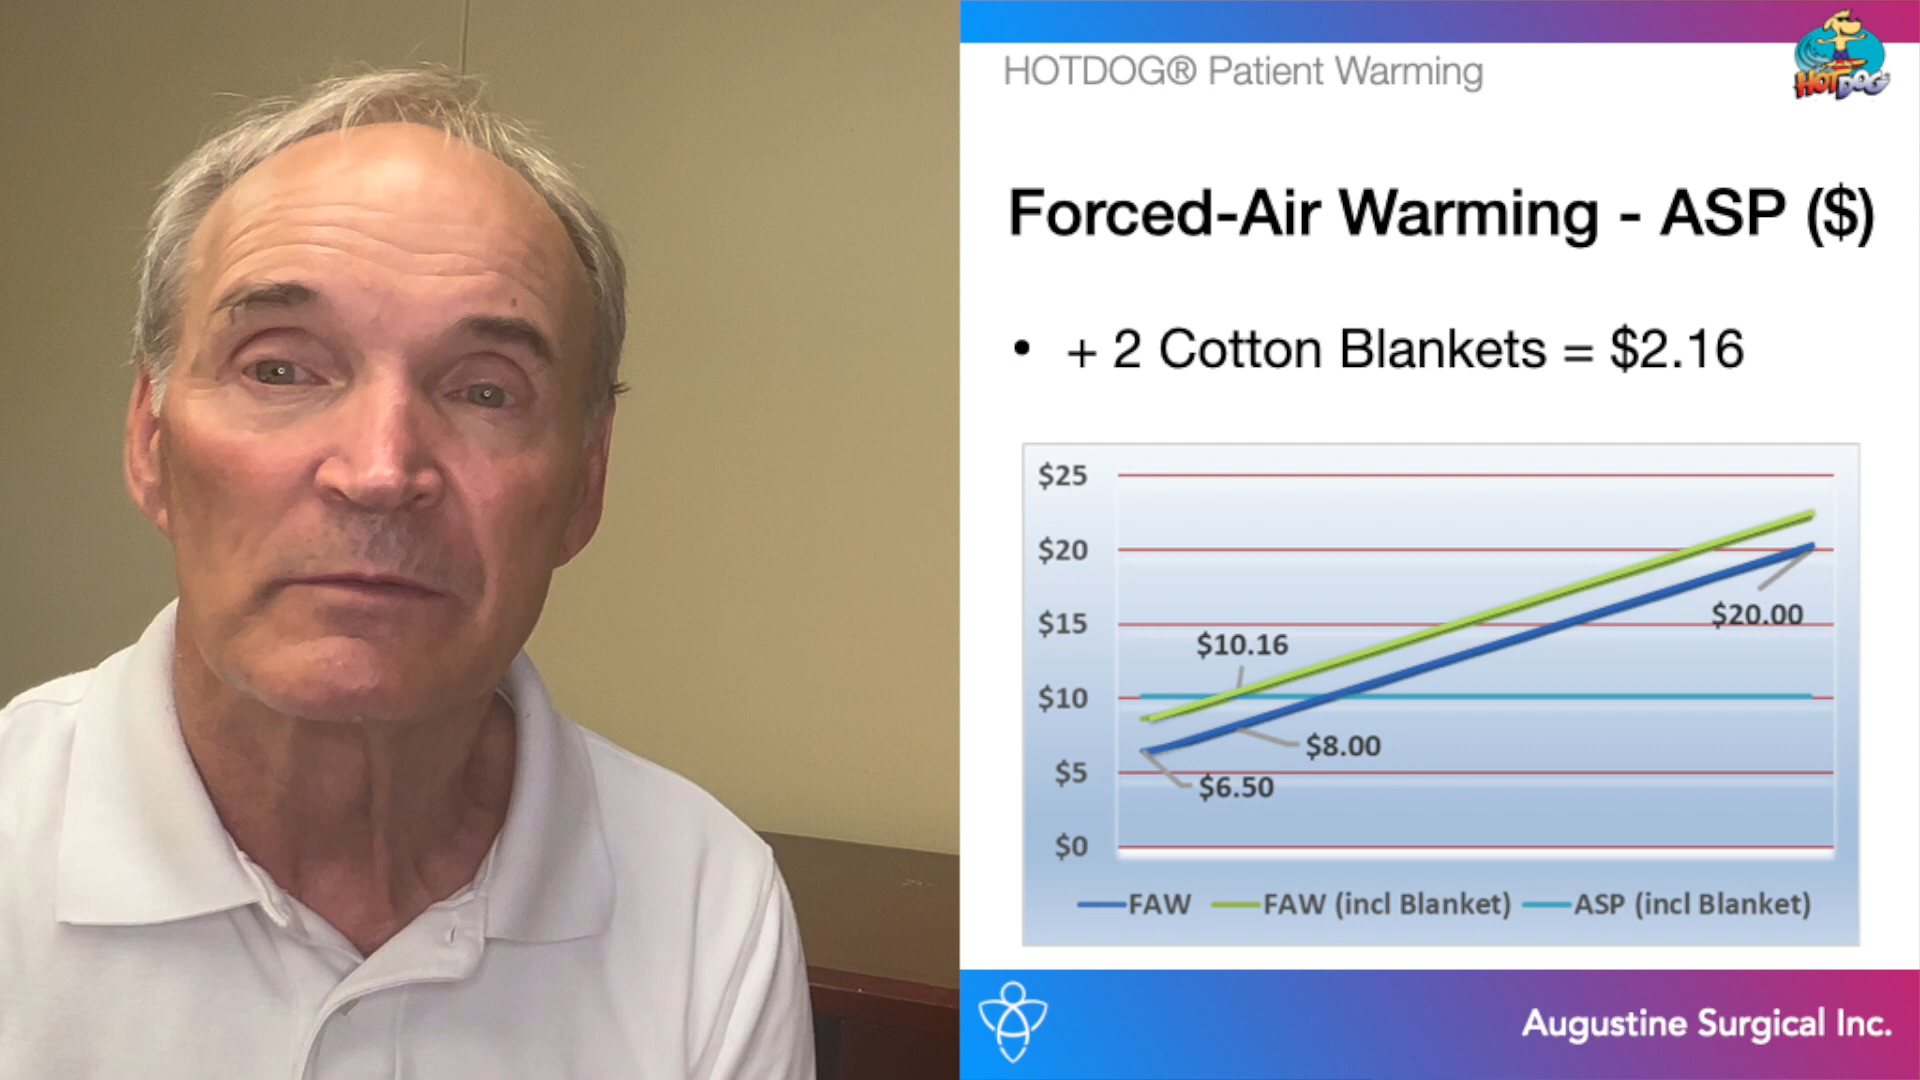 HOTDOG® Patient Warming
HOTDOG
Forced-Air Warming - ASP ($)
• + 2 Cotton Blankets = $2.16
$25
$20
$15
$10
$5
$0
$10.16
$20.00
$8.00
$6.50
FAW FAW (incl Blanket) ASP (incl Blanket)
Augustine Surgical Inc.